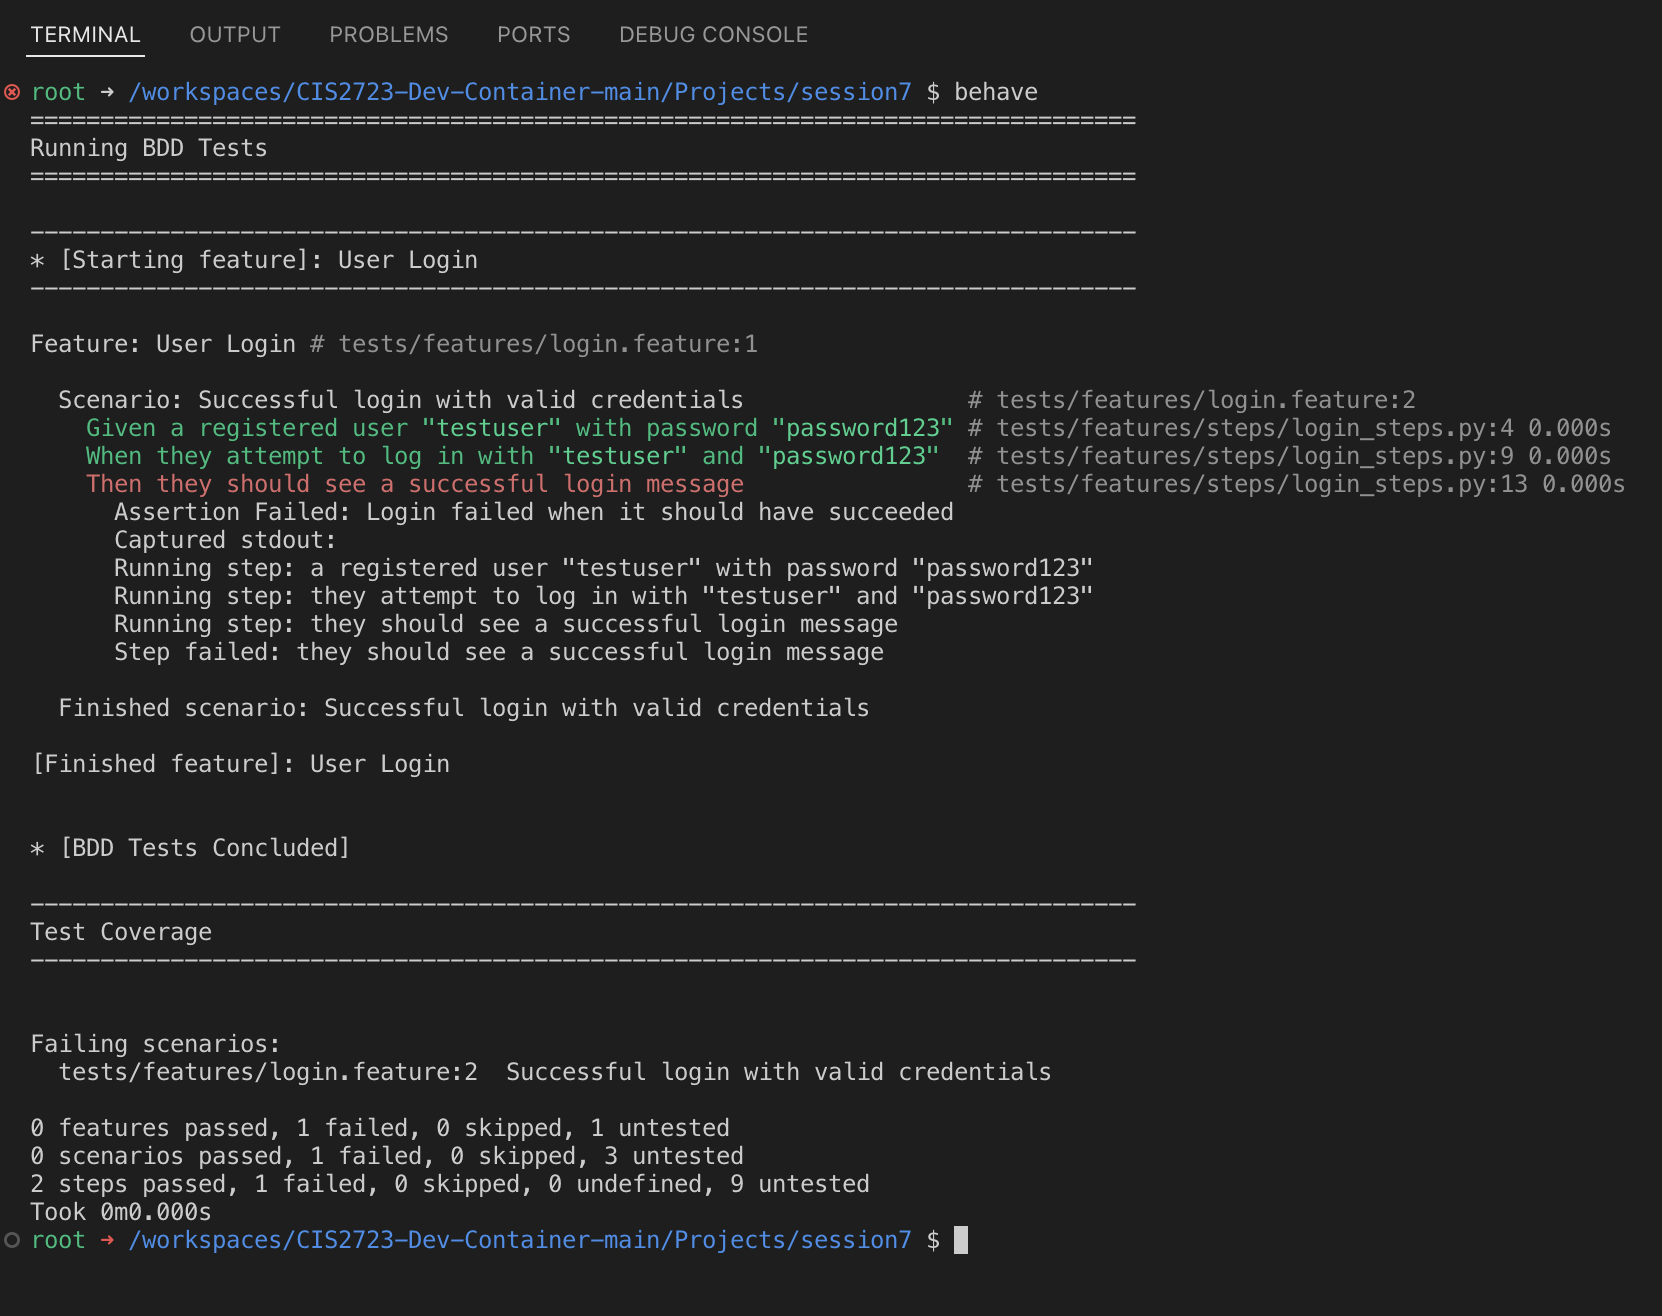 TERMINAL OUTPUT PROBLEMS PORTS DEBUG CONSOLE
root ➜ /workspaces/CIS2723-Dev-Container-main/Projects/session7 $ behave
===============================================================================
Running BDD Tests
===============================================================================
-------------------------------------------------------------------------------
* [Starting feature]: User Login
-------------------------------------------------------------------------------
Feature: User Login # tests/features/login.feature:1
  Scenario: Successful login with valid credentials                # tests/features/login.feature:2
    Given a registered user "testuser" with password "password123" # tests/features/steps/login_steps.py:4 0.000s
    When they attempt to log in with "testuser" and "password123"  # tests/features/steps/login_steps.py:9 0.000s
    Then they should see a successful login message                # tests/features/steps/login_steps.py:13 0.000s
      Assertion Failed: Login failed when it should have succeeded
      Captured stdout:
      Running step: a registered user "testuser" with password "password123"
      Running step: they attempt to log in with "testuser" and "password123"
      Running step: they should see a successful login message
      Step failed: they should see a successful login message
  Finished scenario: Successful login with valid credentials
[Finished feature]: User Login
* [BDD Tests Concluded]
-------------------------------------------------------------------------------
Test Coverage
-------------------------------------------------------------------------------
Failing scenarios:
  tests/features/login.feature:2  Successful login with valid credentials
0 features passed, 1 failed, 0 skipped, 1 untested
0 scenarios passed, 1 failed, 0 skipped, 3 untested
2 steps passed, 1 failed, 0 skipped, 0 undefined, 9 untested
Took 0m0.000s
root ➜ /workspaces/CIS2723-Dev-Container-main/Projects/session7 $